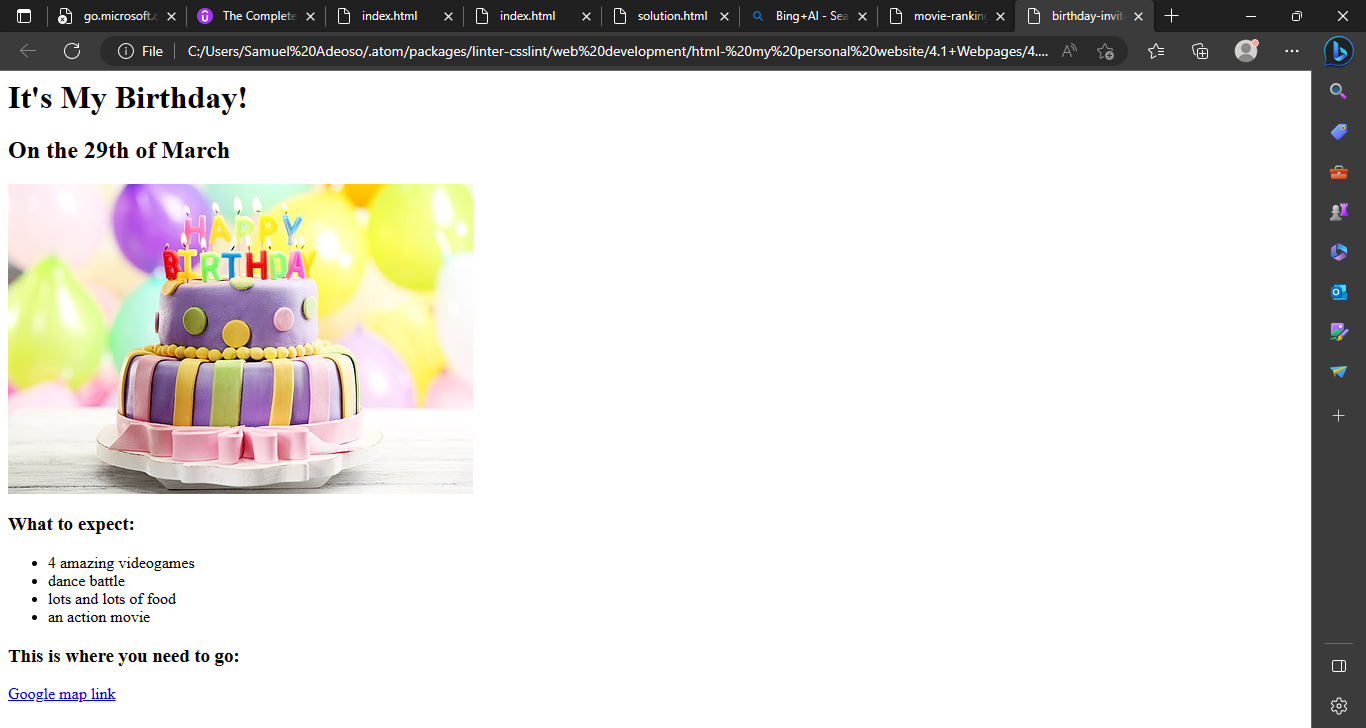 go.microsoft.c
The Complete
index.html
index.html
solution.html
Bing+AI - Sea
movie-ranking
birthday-invit
File
C:/Users/Samuel%20Adeoso/.atom/packages/linter-csslint/web%20development/html-%20my%20personal%20website/4.1+Webpages/4....
It's My Birthday!
On the 29th of March
HAPPY
BIRTHDAY
What to expect:
4 amazing videogames
dance battle
lots and lots of food
an action movie
This is where you need to go:
Google map link